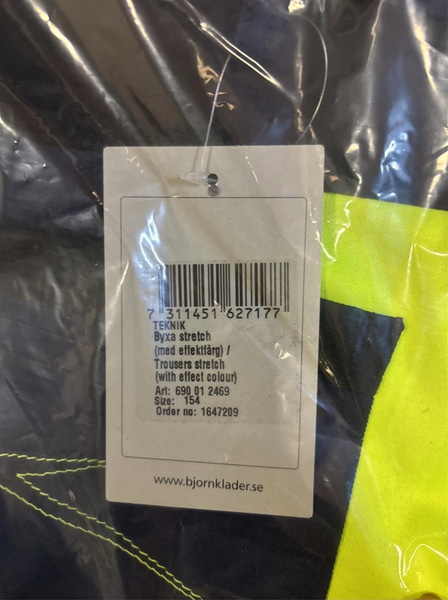 7 311451 627177
TEKNIK
Byxa stretch
(med effektfärg) /
Trousers stretch
(with effect colour)
Art: 690 01 2469
Size: 154
Order no: 1647209
www.bjornklader.se